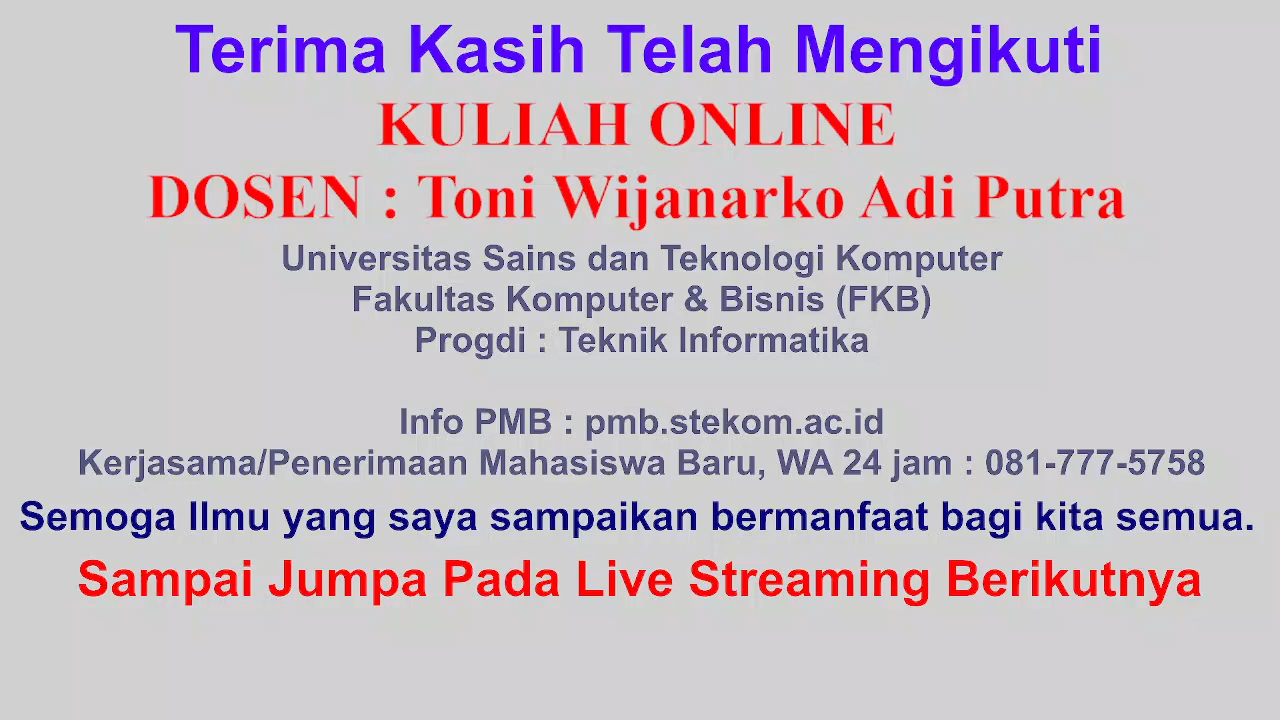 Terima Kasih Telah Mengikuti
KULIAH ONLINE
DOSEN : Toni Wijanarko Adi Putra
Universitas Sains dan Teknologi Komputer
Fakultas Komputer & Bisnis (FKB)
Progdi : Teknik Informatika
Info PMB : pmb.stekom.ac.id
Kerjasama/Penerimaan Mahasiswa Baru, WA 24 jam : 081-777-5758
Semoga Ilmu yang saya sampaikan bermanfaat bagi kita semua.
Sampai Jumpa Pada Live Streaming Berikutnya